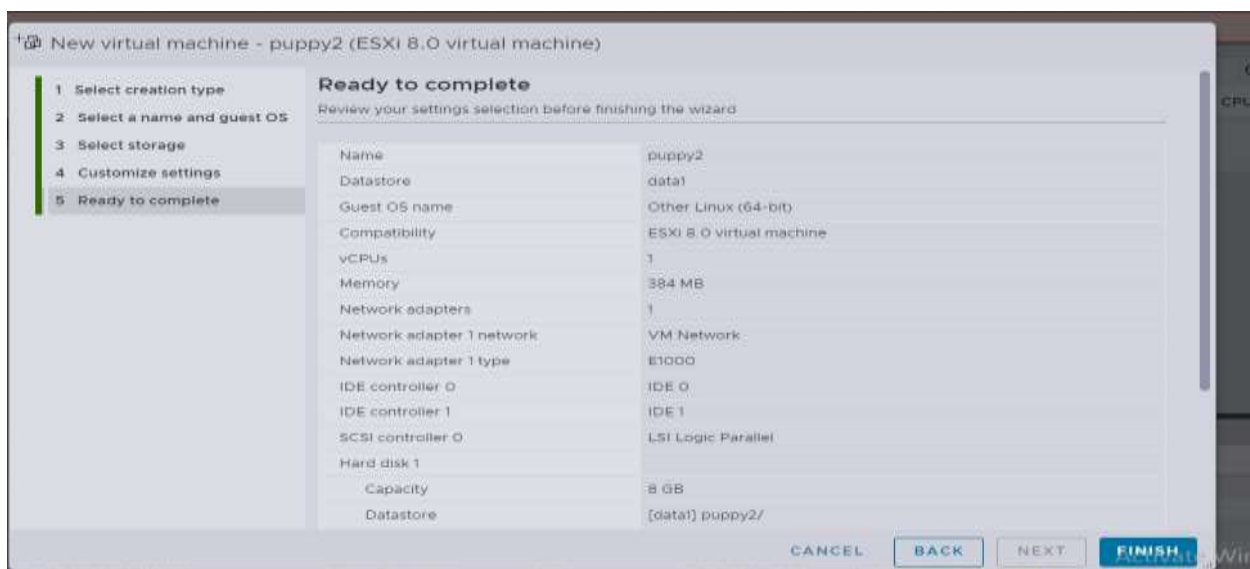 New virtual machine - puppy2 (ESXi 8.0 virtual machine)
1 Select creation type
2 Select a name and guest OS
3 Select storage
4 Customize settings
5 Ready to complete
Ready to complete
Review your settings selection before finishing the wizard
Name puppy2
Datastore data1
Guest OS name Other Linux (64-bit)
Compatibility ESXi 8.0 virtual machine
vCPUs 1
Memory 384 MB
Network adapters 1
Network adapter 1 network VM Network
Network adapter 1 type E1000
IDE controller 0 IDE 0
IDE controller 1 IDE 1
SCSI controller 0 LSI Logic Parallel
Hard disk 1
Capacity 8 GB
Datastore [data1] puppy2/
CANCEL BACK NEXT FINISH
CPU
Activate Win